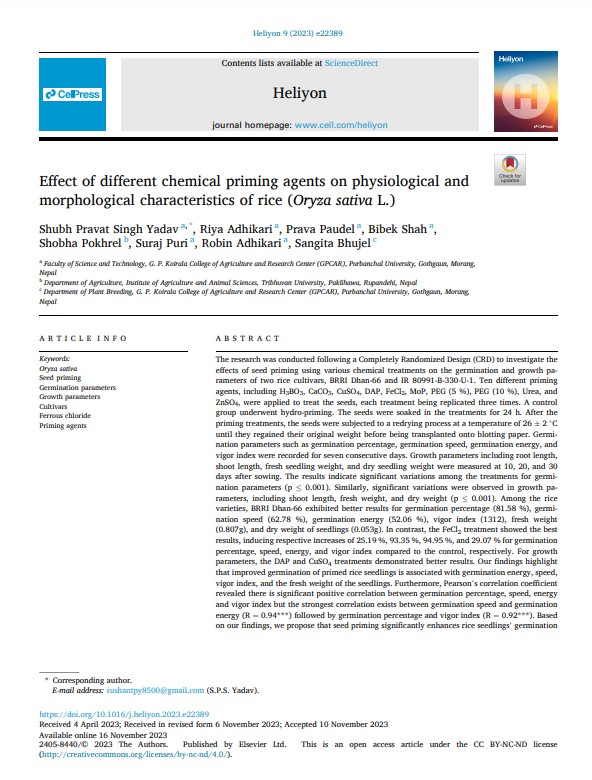 Heliyon 9 (2023) e22389
CelPress
Contents lists available at ScienceDirect
Heliyon
journal homepage: www.cell.com/heliyon
Heliyon
H
Check for
updates
Effect of different chemical priming agents on physiological and
morphological characteristics of rice (Oryza sativa L.)
Shubh Pravat Singh Yadav a,*, Riya Adhikari a, Prava Paudel a, Bibek Shah a,
Shobha Pokhrel b, Suraj Puri a, Robin Adhikari a, Sangita Bhujel c
a Faculty of Science and Technology, G. P. Koirala College of Agriculture and Research Center (GPCAR), Purbanchal University, Gothgaun, Morang,
Nepal
b Department of Agriculture, Institute of Agriculture and Animal Sciences, Tribhuvan University, Paklihawa, Rupandehi, Nepal
c Department of Plant Breeding, G. P. Koirala College of Agriculture and Research Center (GPCAR), Purbanchal University, Gothgaun, Morang,
Nepal
ARTICLE INFO
Keywords:
Oryza sativa
Seed priming
Germination parameters
Growth parameters
Cultivars
Ferrous chloride
Priming agents
ABSTRACT
The research was conducted following a Completely Randomized Design (CRD) to investigate the
effects of seed priming using various chemical treatments on the germination and growth pa-
rameters of two rice cultivars, BRRI Dhan-66 and IR 80991-B-330-U-1. Ten different priming
agents, including H₃BO₃, CaCO₃, CuSO₄, DAP, FeCl₂, MoP, PEG (5 %), PEG (10 %), Urea, and
ZnSO₄, were applied to treat the seeds, each treatment being replicated three times. A control
group underwent hydro-priming. The seeds were soaked in the treatments for 24 h. After the
priming treatments, the seeds were subjected to a redrying process at a temperature of 26 ± 2 °C
until they regained their original weight before being transplanted onto blotting paper. Germi-
nation parameters such as germination percentage, germination speed, germination energy, and
vigor index were recorded for seven consecutive days. Growth parameters including root length,
shoot length, fresh seedling weight, and dry seedling weight were measured at 10, 20, and 30
days after sowing. The results indicate significant variations among the treatments for germi-
nation parameters (p ≤ 0.001). Similarly, significant variations were observed in growth pa-
rameters, including shoot length, fresh weight, and dry weight (p ≤ 0.001). Among the rice
varieties, BRRI Dhan-66 exhibited better results for germination percentage (81.58 %), germi-
nation speed (62.78 %), germination energy (52.06 %), vigor index (1312), fresh weight
(0.807g), and dry weight of seedlings (0.053g). In contrast, the FeCl₂ treatment showed the best
results, inducing respective increases of 25.19 %, 93.35 %, 94.95 %, and 29.07 % for germination
percentage, speed, energy, and vigor index compared to the control, respectively. For growth
parameters, the DAP and CuSO₄ treatments demonstrated better results. Our findings highlight
that improved germination of primed rice seedlings is associated with germination energy, speed,
vigor index, and the fresh weight of the seedlings. Furthermore, Pearson's correlation coefficient
revealed there is significant positive correlation between germination percentage, speed, energy
and vigor index but the strongest correlation exists between germination speed and germination
energy (R = 0.94***) followed by germination percentage and vigor index (R = 0.92***). Based
on our findings, we propose that seed priming significantly enhances rice seedlings' germination
* Corresponding author.
E-mail address: sushantpy8500@gmail.com (S.P.S. Yadav).
https://doi.org/10.1016/j.heliyon.2023.e22389
Received 4 April 2023; Received in revised form 6 November 2023; Accepted 10 November 2023
Available online 16 November 2023
2405-8440/© 2023 The Authors. Published by Elsevier Ltd. This is an open access article under the CC BY-NC-ND license
(http://creativecommons.org/licenses/by-nc-nd/4.0/).